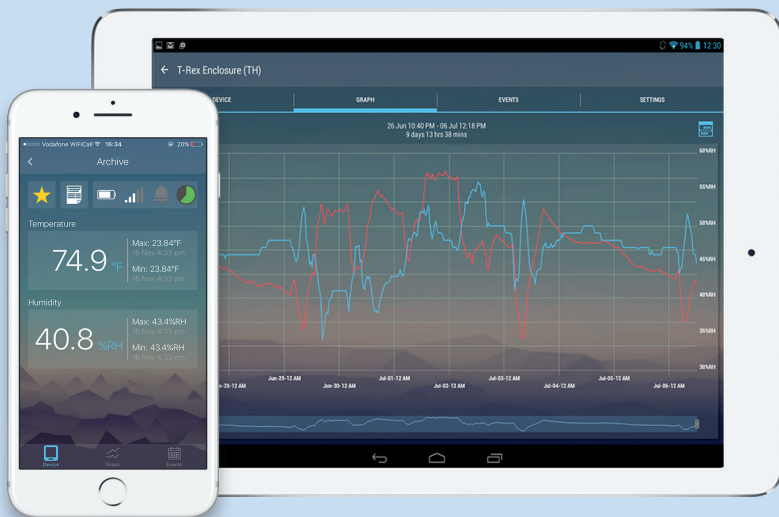 94% 12:30
T-Rex Enclosure (TH)
DEVICE GRAPH EVENTS SETTINGS
26 Jun 10:40 PM - 06 Jul 12:18 PM
9 days 13 hrs 38 mins
60%RH
55%RH
50%RH
45%RH
40%RH
35%RH
30%RH
Jun-29-12 AM Jul-01-12 AM Jul-03-12 AM Jul-05-12 AM
Jun-30-12 AM Jul-02-12 AM Jul-04-12 AM Jul-06-12 AM
Vodafone WiFiCall 16:34 20%
Archive
Temperature
74.9 °F
Max: 23.84°F
16 Nov 4:33 pm
Min: 23.84°F
16 Nov 4:33 pm
Humidity
40.8 %RH
Max: 43.4%RH
16 Nov 4:33 pm
Min: 43.4%RH
16 Nov 4:33 pm
Device Graph Events